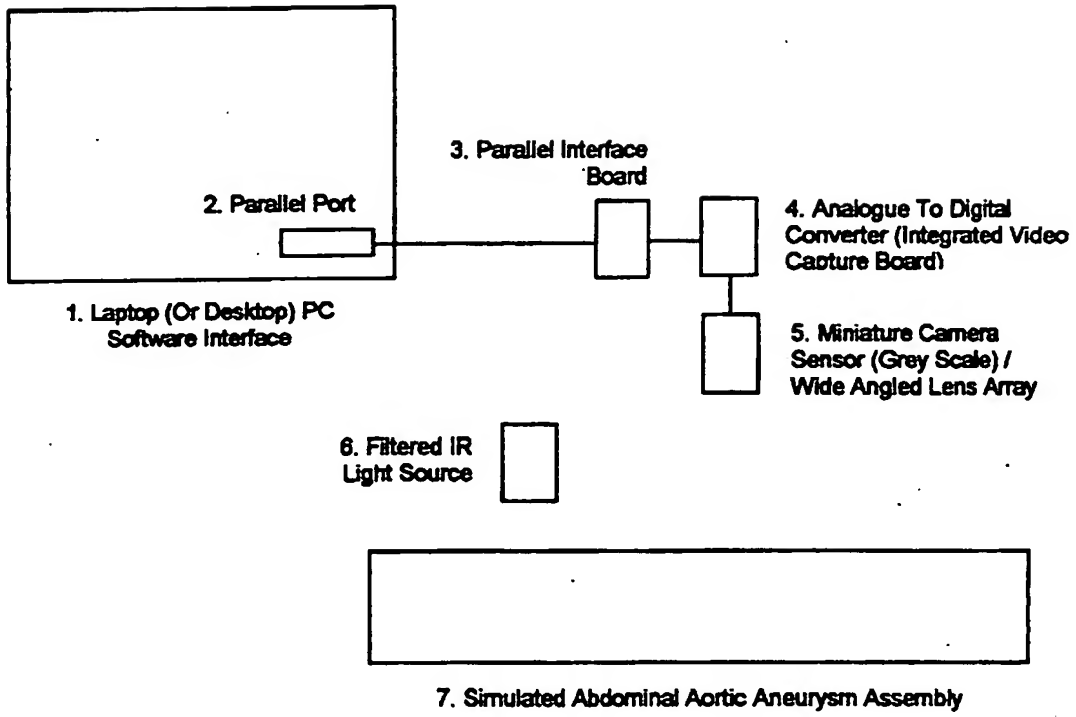 3. Parallel Interface
Board
2. Parallel Port
4. Analogue To Digital
Converter (Integrated Video
Capture Board)
1. Laptop (Or Desktop) PC
Software Interface
5. Miniature Camera
Sensor (Grey Scale) /
Wide Angled Lens Array
6. Filtered IR
Light Source
7. Simulated Abdominal Aortic Aneurysm Assembly